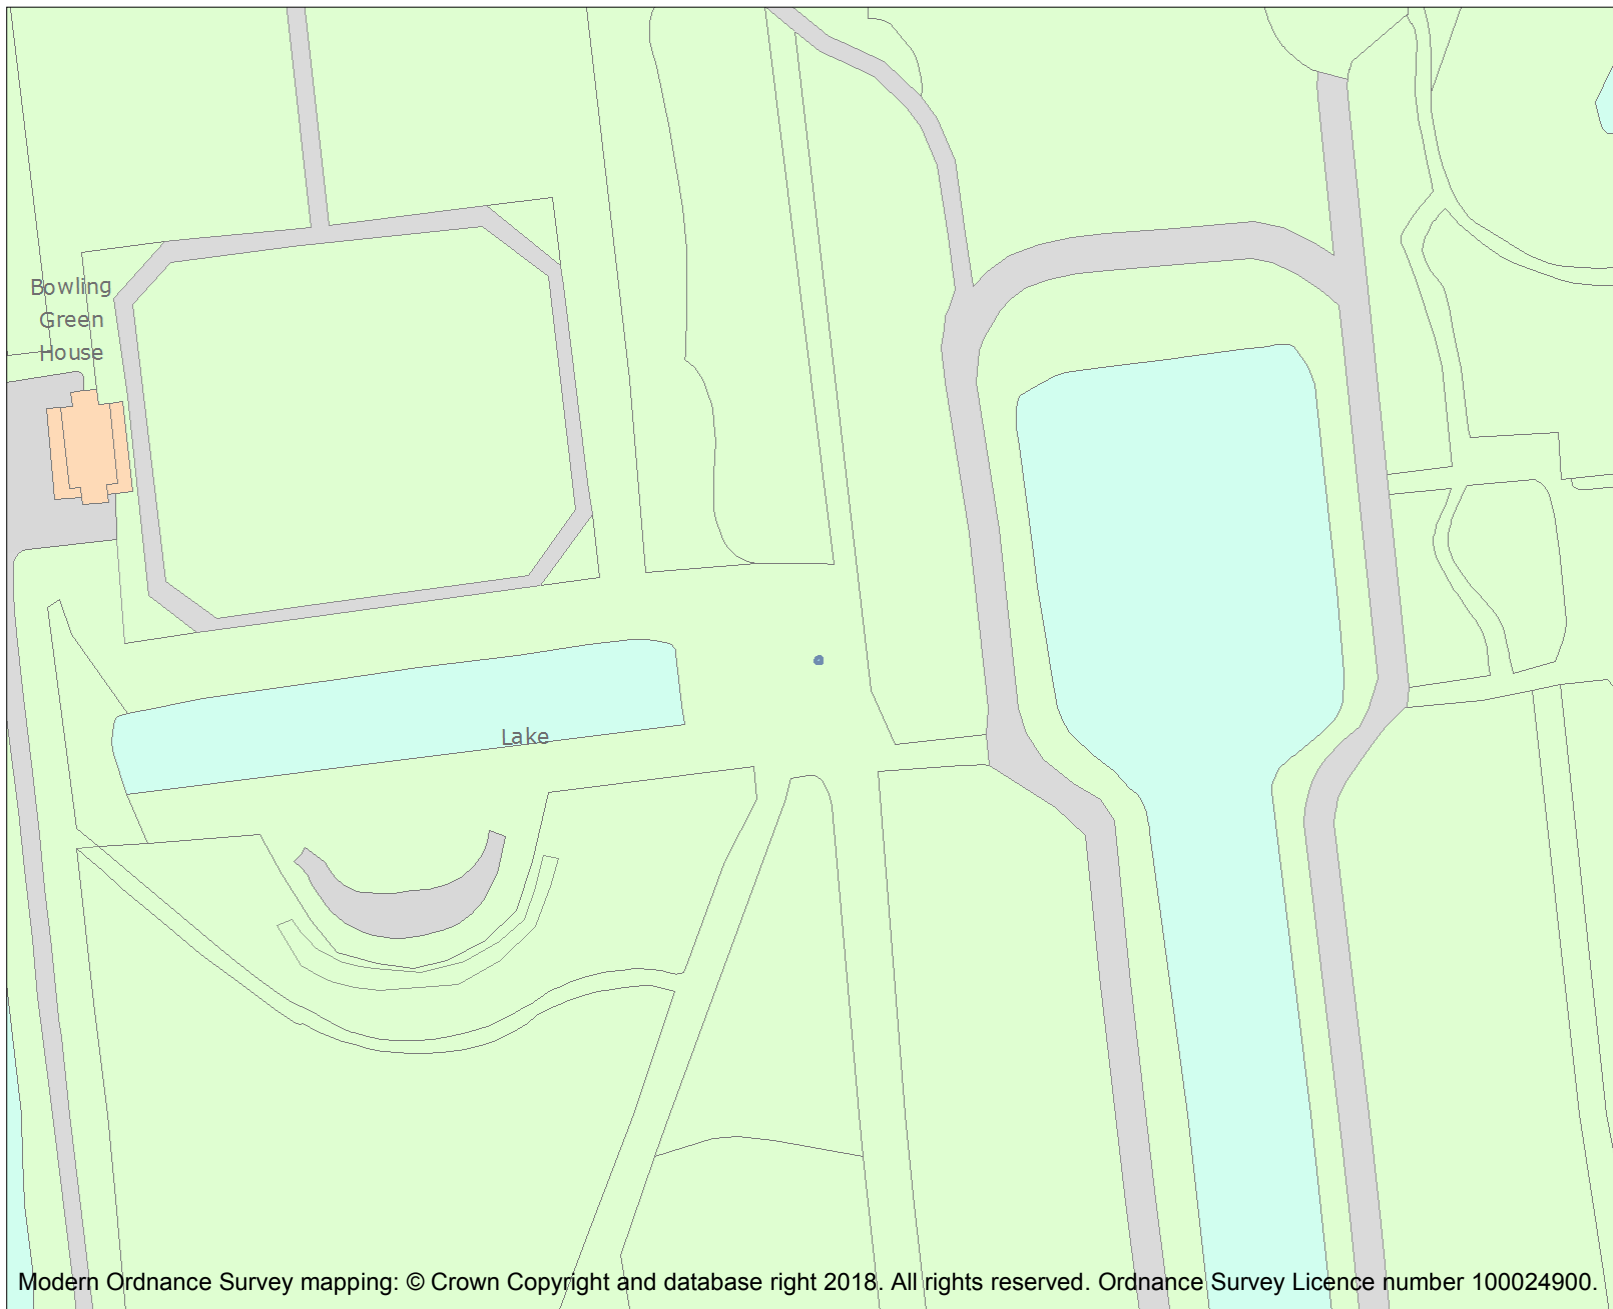 Bowling
Green
House
Lake
Modern Ordnance Survey mapping: © Crown Copyright and database right 2018. All rights reserved. Ordnance Survey Licence number 100024900.